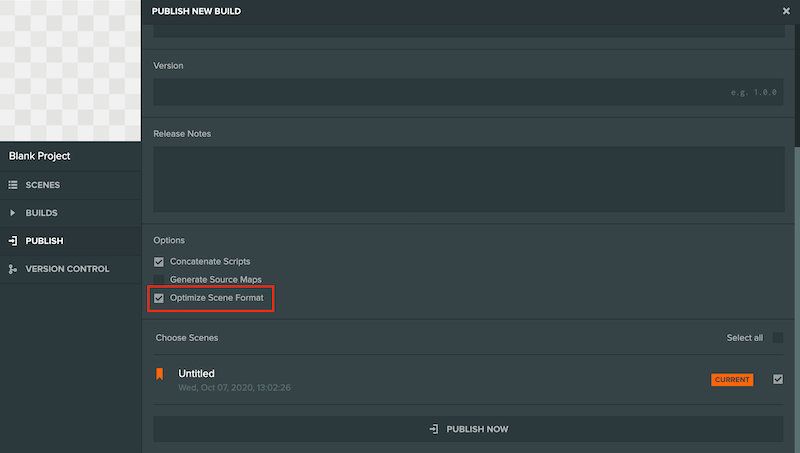 PUBLISH NEW BUILD
Version
e.g. 1.0.0
Release Notes
Blank Project
SCENES
BUILDS
PUBLISH
VERSION CONTROL
Options
Concatenate Scripts
Generate Source Maps
Optimize Scene Format
Choose Scenes
Select all
Untitled
Wed, Oct 07, 2020, 13:02:26
CURRENT
PUBLISH NOW